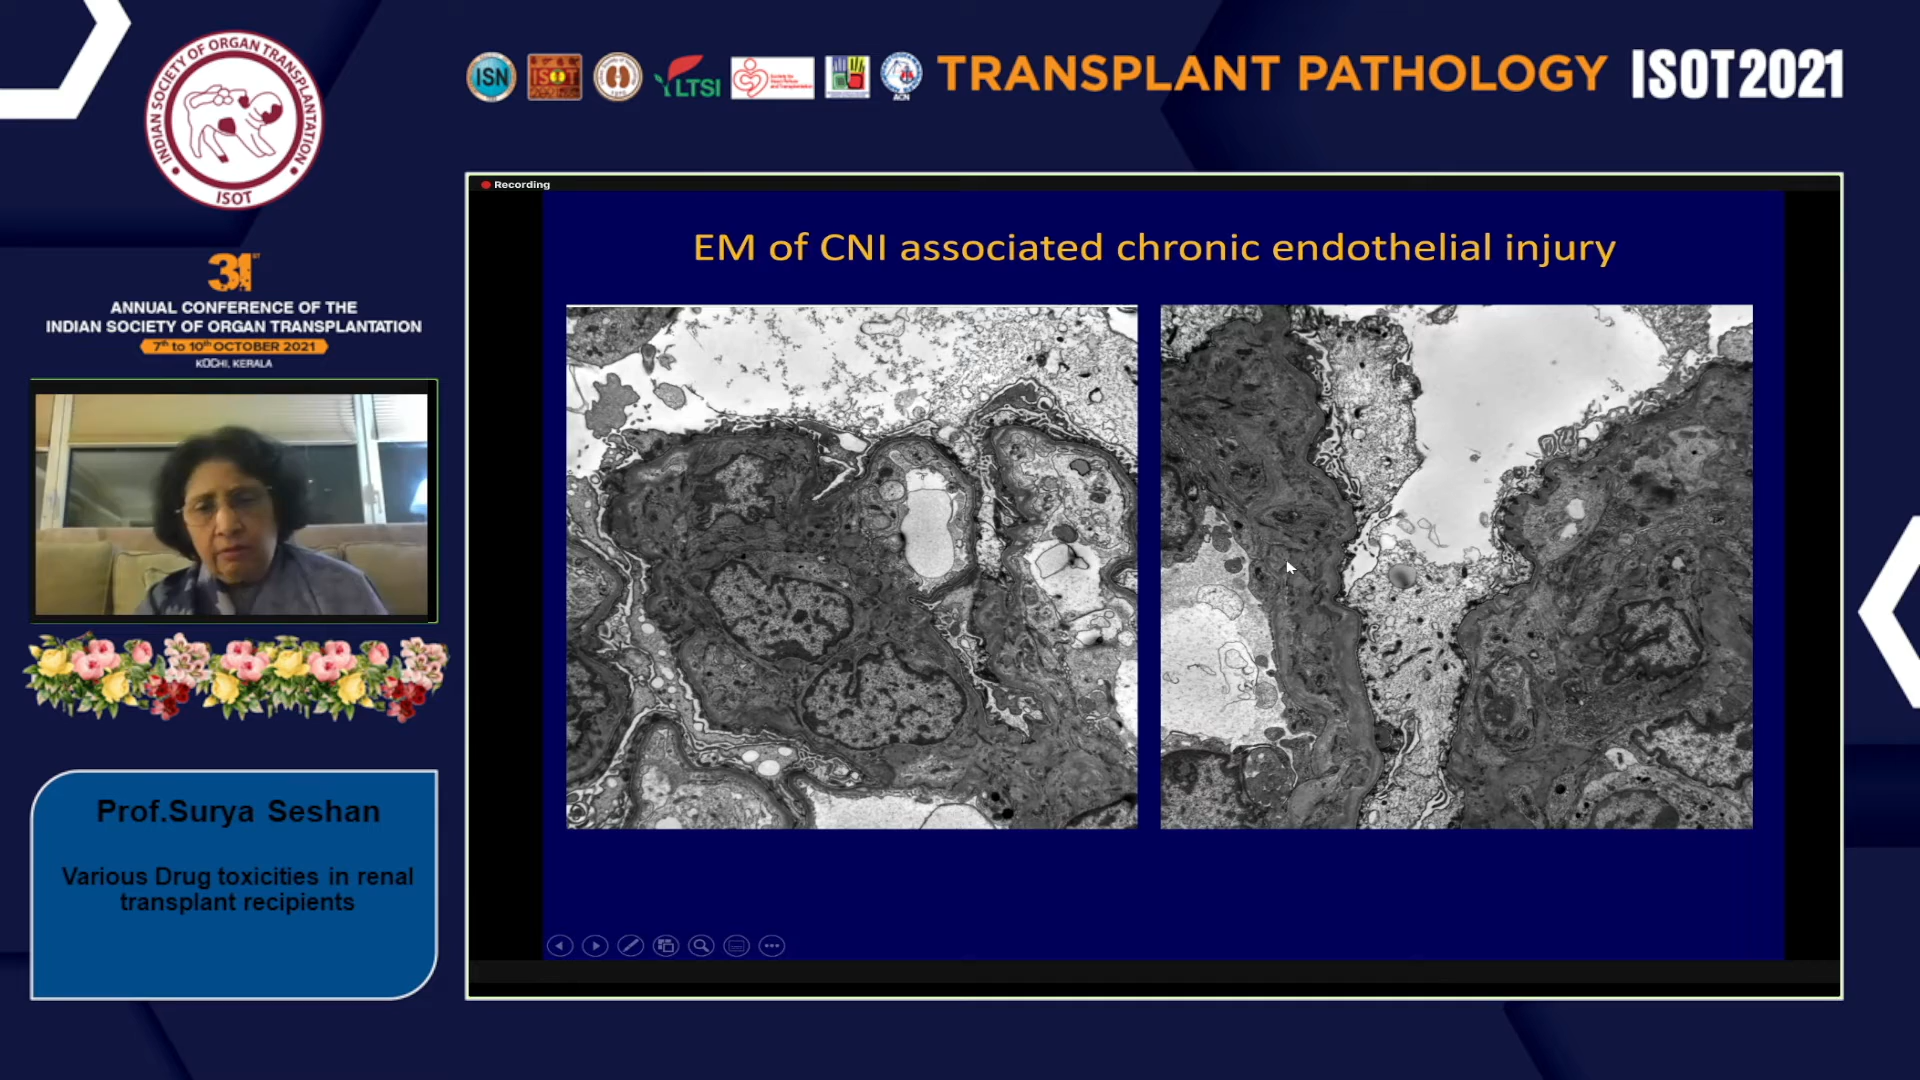 INDIAN SOCIETY OF ORGAN TRANSPLANTATION
ISOT
ISN
ISOT
LTSI
ACN
TRANSPLANT PATHOLOGY ISOT2021
31ST
ANNUAL CONFERENCE OF THE
INDIAN SOCIETY OF ORGAN TRANSPLANTATION
7th to 10th OCTOBER 2021
KOCHI, KERALA
Recording
EM of CNI associated chronic endothelial injury
Prof.Surya Seshan
Various Drug toxicities in renal
transplant recipients